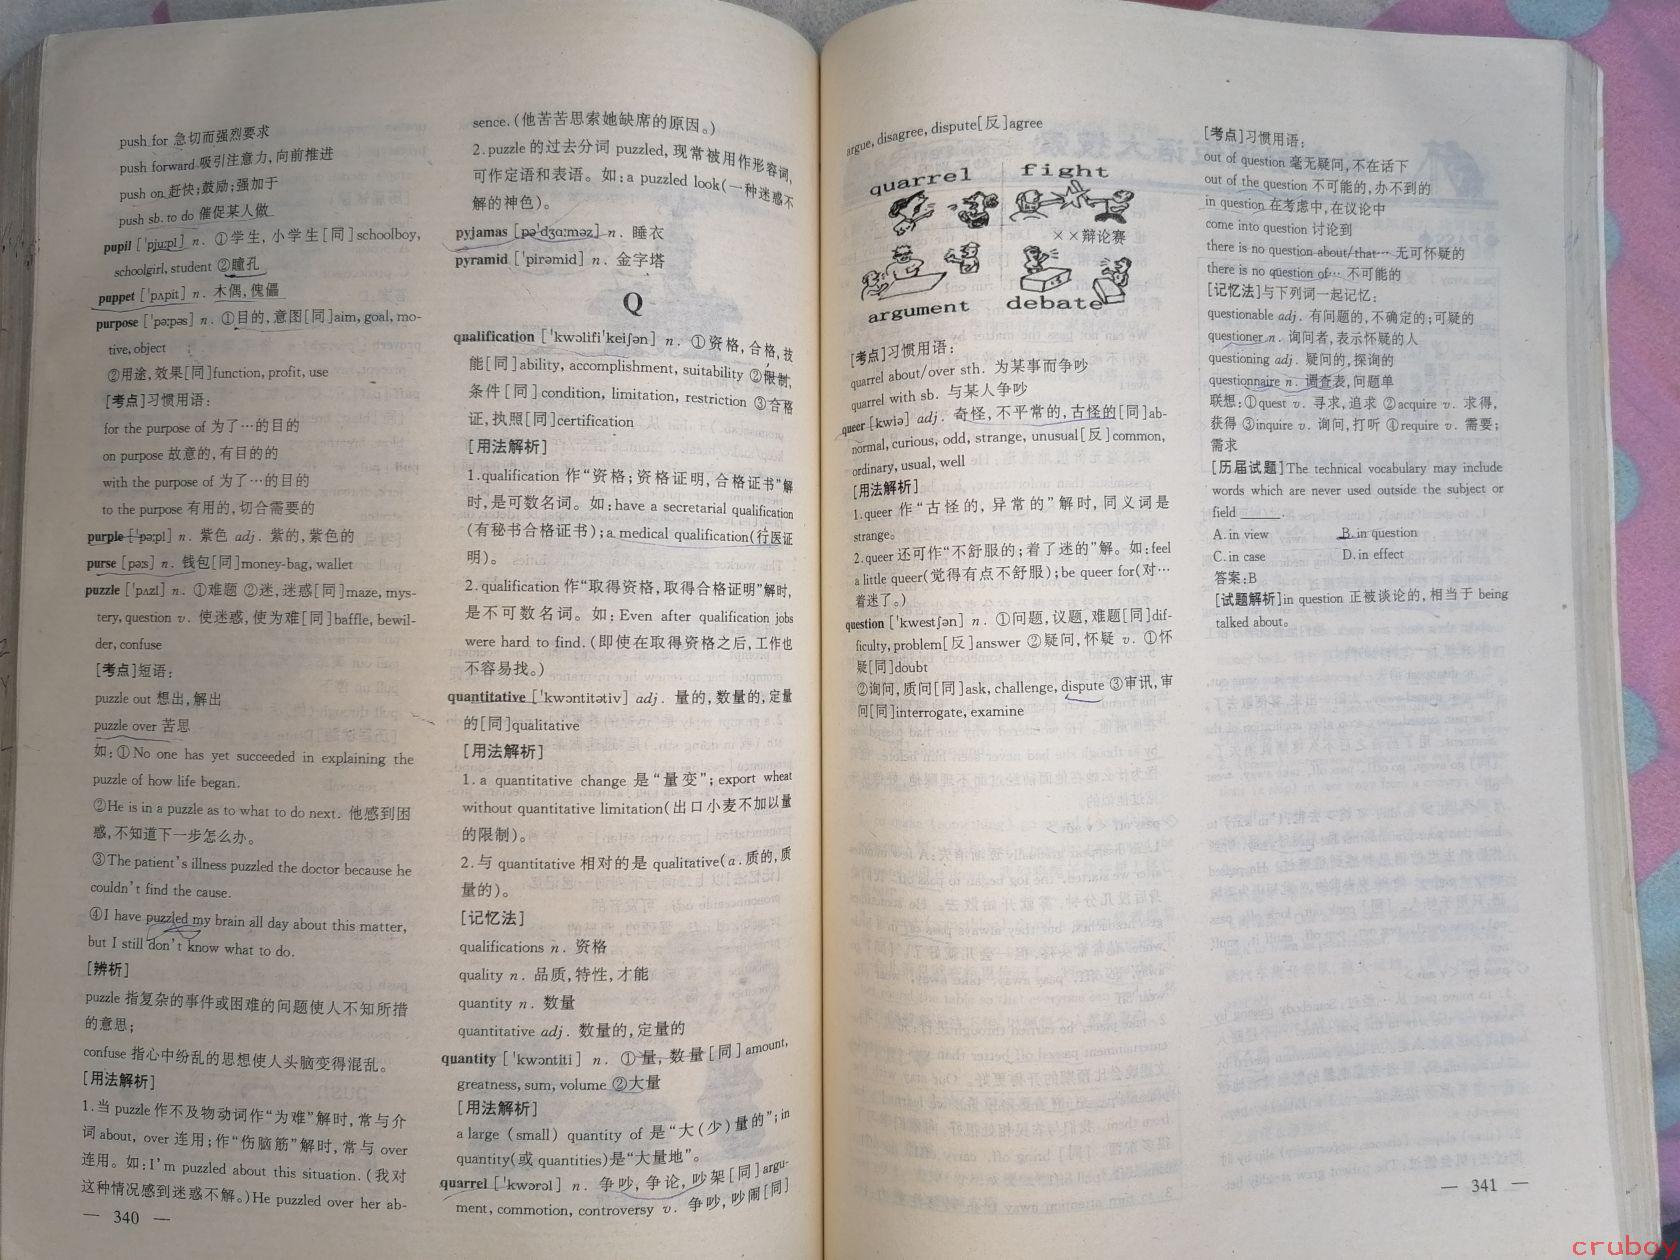 push for 急切而强烈要求
push forward 吸引注意力,向前推进
push on 赶快;鼓励;强加于
push sb. to do 催促某人做
pupil [ˈpjuːpl] n. ①学生,小学生[同]schoolboy,
schoolgirl, student ②瞳孔
puppet [ˈpʌpit] n. 木偶,傀儡
purpose [ˈpəːpəs] n. ①目的,意图[同]aim, goal, mo-
tive, object
②用途,效果[同]function, profit, use
[考点]习惯用语:
for the purpose of 为了…的目的
on purpose 故意的,有目的的
with the purpose of 为了…的目的
to the purpose 有用的,切合需要的
purple [ˈpəːpl] n. 紫色 adj. 紫的,紫色的
purse [pəːs] n. 钱包[同]money-bag, wallet
puzzle [ˈpʌzl] n. ①难题 ②迷,迷惑[同]maze, mys-
tery, question v. 使迷惑,使为难[同]baffle, bewil-
der, confuse
[考点]短语:
puzzle out 想出,解出
puzzle over 苦思
如:①No one has yet succeeded in explaining the
puzzle of how life began.
②He is in a puzzle as to what to do next. 他感到困
惑,不知道下一步怎么办。
③The patient's illness puzzled the doctor because he
couldn't find the cause.
④I have puzzled my brain all day about this matter,
but I still don't know what to do.
[辨析]
puzzle 指复杂的事件或困难的问题使人不知所措
的意思;
confuse 指心中纷乱的思想使人头脑变得混乱。
[用法解析]
1.当 puzzle 作不及物动词作“为难”解时,常与介
词 about, over 连用;作“伤脑筋”解时,常与 over
连用。如:I'm puzzled about this situation.(我对
这种情况感到迷惑不解。)He puzzled over her ab-
— 340 —
sence.(他苦苦思索她缺席的原因。)
2.puzzle 的过去分词 puzzled,现常被用作形容词,
可作定语和表语。如:a puzzled look(一种迷惑不
解的神色)。
pyjamas [pəˈdʒɑːməz] n. 睡衣
pyramid [ˈpirəmid] n. 金字塔
Q
qualification [ˈkwɔlifiˈkeiʃən] n. ①资格,合格,技
能[同]ability, accomplishment, suitability ②限制,
条件[同]condition, limitation, restriction ③合格
证,执照[同]certification
[用法解析]
1.qualification 作“资格;资格证明,合格证书”解
时,是可数名词。如:have a secretarial qualification
(有秘书合格证书);a medical qualification(行医证
明)。
2.qualification 作“取得资格,取得合格证明”解时,
是不可数名词。如:Even after qualification jobs
were hard to find.(即使在取得资格之后,工作也
不容易找。)
quantitative [ˈkwɔntitətiv] adj. 量的,数量的,定量
的[同]qualitative
[用法解析]
1. a quantitative change 是“量变”;export wheat
without quantitative limitation(出口小麦不加以量
的限制)。
2.与 quantitative 相对的是 qualitative(a.质的,质
量的)。
[记忆法]
qualifications n. 资格
quality n. 品质,特性,才能
quantity n. 数量
quantitative adj. 数量的,定量的
quantity [ˈkwɔntiti] n. ①量,数量[同]amount,
greatness, sum, volume ②大量
[用法解析]
a large (small) quantity of 是“大(少)量的”;in
quantity(或 quantities)是“大量地”。
quarrel [ˈkwɔrəl] n. 争吵,争论,吵架[同]argu-
ment, commotion, controversy v. 争吵,吵闹[同]
argue, disagree, dispute[反]agree
quarrel fight
××辩论赛
argument debate
[考点]习惯用语:
quarrel about/over sth. 为某事而争吵
quarrel with sb. 与某人争吵
queer [kwiə] adj. 奇怪,不平常的,古怪的[同]ab-
normal, curious, odd, strange, unusual[反]common,
ordinary, usual, well
[用法解析]
1.queer 作“古怪的,异常的”解时,同义词是
strange。
2.queer 还可作“不舒服的;着了迷的”解。如:feel
a little queer(觉得有点不舒服);be queer for(对…
着迷了。)
question [ˈkwestʃən] n. ①问题,议题,难题[同]dif-
ficulty, problem[反]answer ②疑问,怀疑 v. ①怀
疑[同]doubt
②询问,质问[同]ask, challenge, dispute ③审讯,审
问[同]interrogate, examine
[考点]习惯用语:
out of question 毫无疑问,不在话下
out of the question 不可能的,办不到的
in question 在考虑中,在议论中
come into question 讨论到
there is no question about/that… 无可怀疑的
there is no question of… 不可能的
[记忆法]与下列词一起记忆:
questionable adj. 有问题的,不确定的;可疑的
questioner n. 询问者,表示怀疑的人
questioning adj. 疑问的,探询的
questionnaire n. 调查表,问题单
联想:①quest v. 寻求,追求 ②acquire v. 求得,
获得 ③inquire v. 询问,打听 ④require v. 需要;
需求
[历届试题]The technical vocabulary may include
words which are never used outside the subject or
field ______.
A. in view B. in question
C. in case D. in effect
答案:B
[试题解析]in question 正被谈论的,相当于 being
talked about。
— 341 —
cruboy